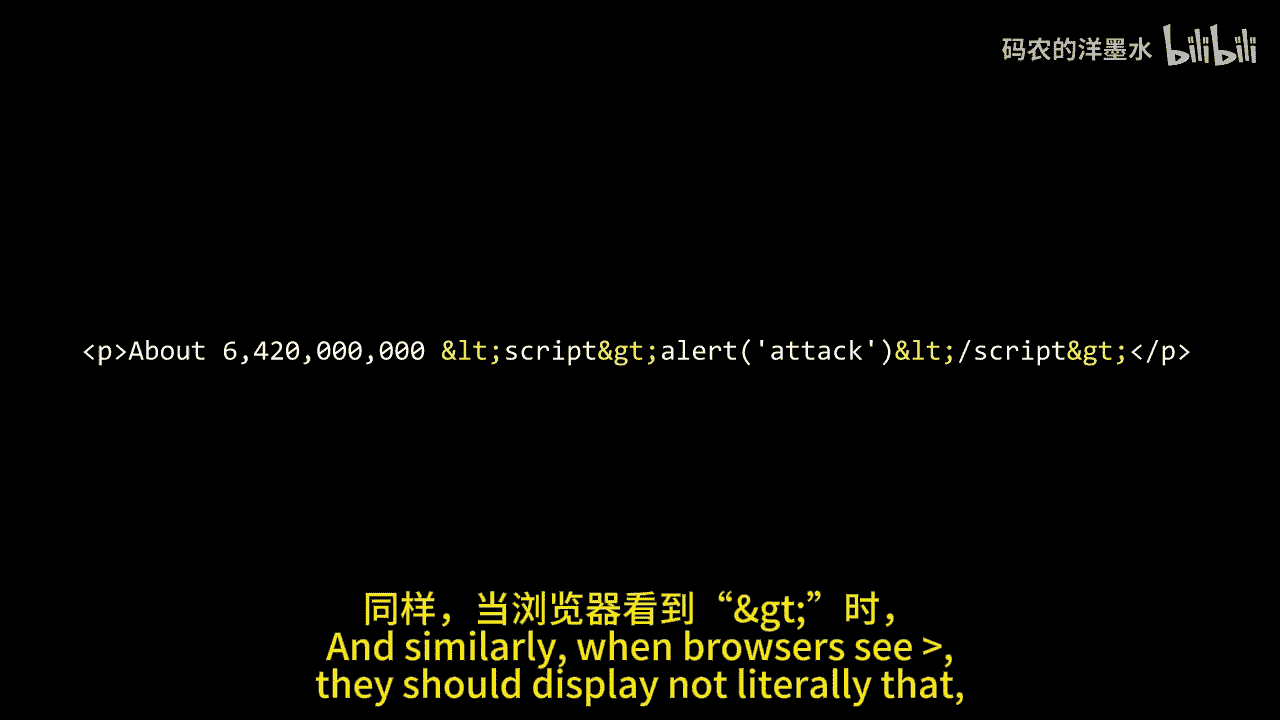 码农的洋墨水 bilibili
<p>About 6,420,000,000 &lt;script&gt;alert('attack')&lt;/script&gt;</p>
同样，当浏览器看到“&gt;”时，
And similarly, when browsers see >,
they should display not literally that,